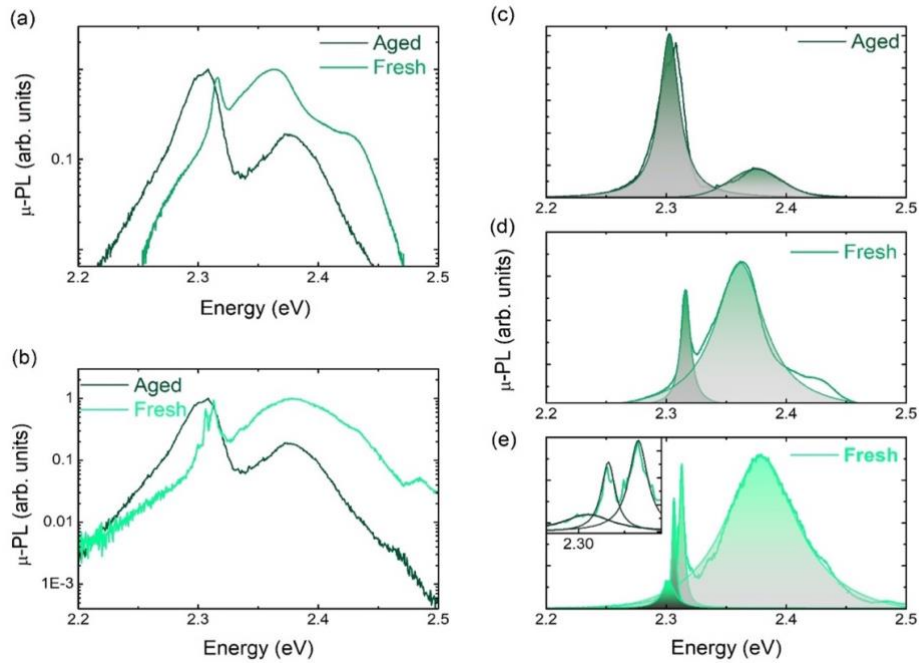 (a)
Aged
Fresh
μ-PL (arb. units)
0.1
2.2 2.3 2.4 2.5
Energy (eV)
(b)
Aged
Fresh
μ-PL (arb. units)
1
0.1
0.01
1E-3
2.2 2.3 2.4 2.5
Energy (eV)
(c)
Aged
2.2 2.3 2.4 2.5
(d)
Fresh
μ-PL (arb. units)
2.2 2.3 2.4 2.5
(e)
Fresh
2.30
2.2 2.3 2.4 2.5
Energy (eV)